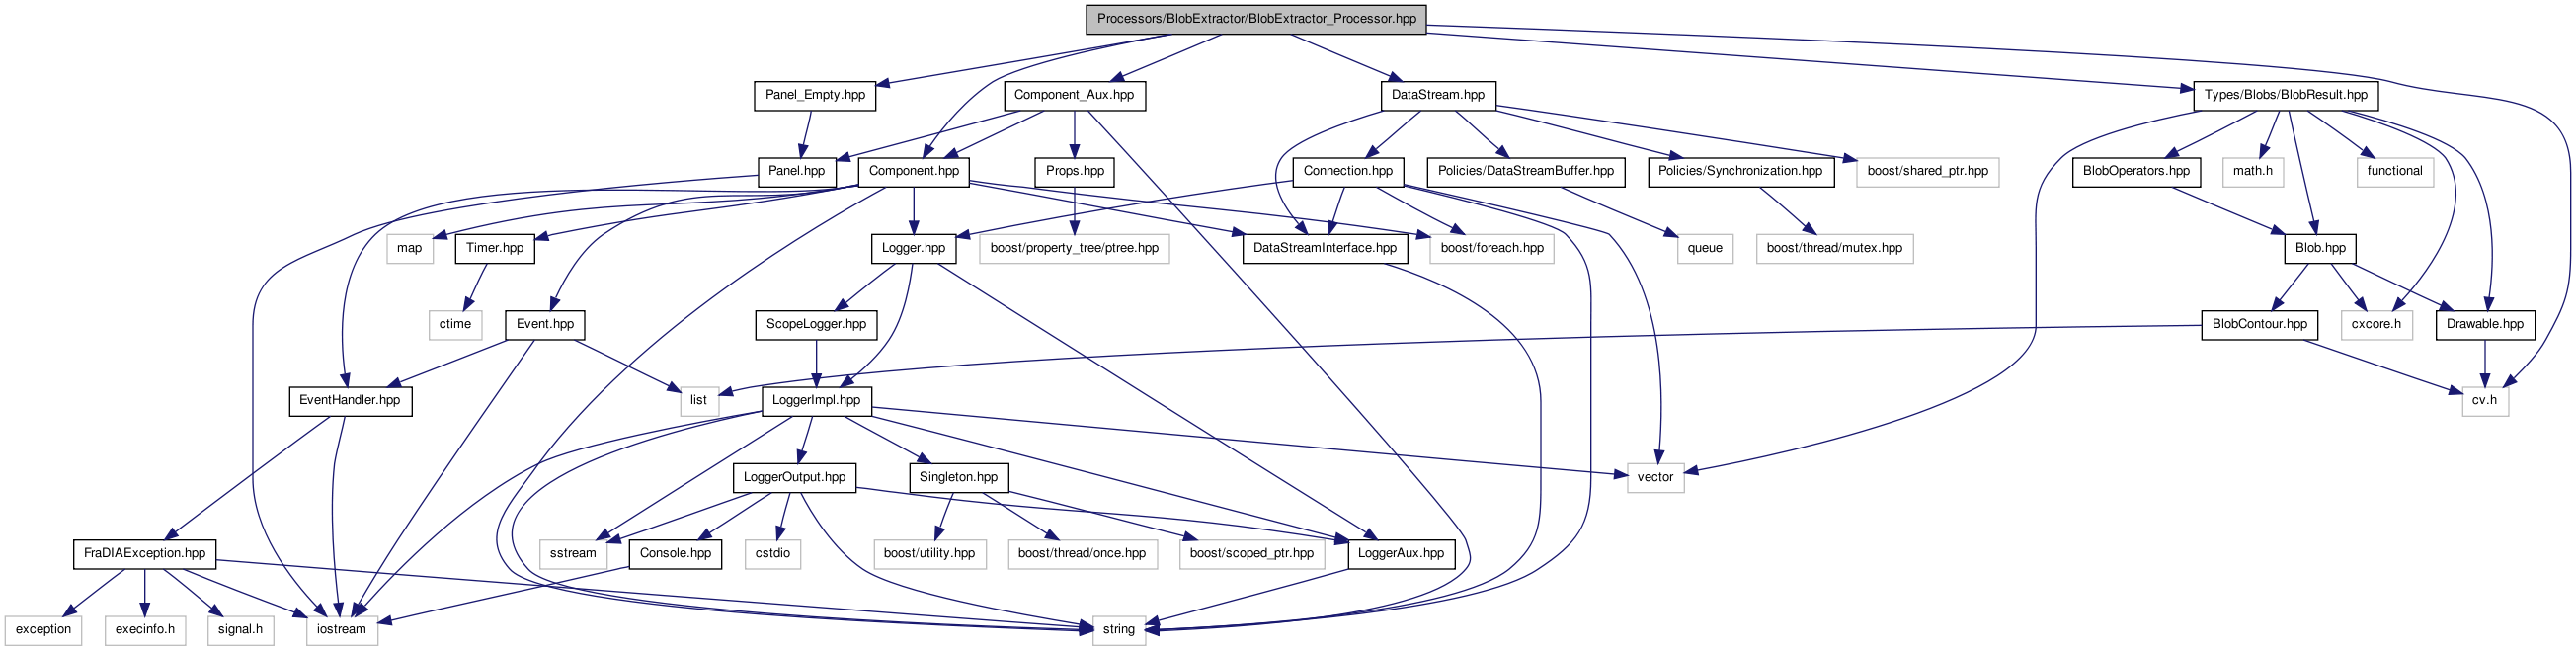 Processors/BlobExtractor/BlobExtractor_Processor.hpp
Panel_Empty.hpp
Component_Aux.hpp
DataStream.hpp
Types/Blobs/BlobResult.hpp
Panel.hpp
Component.hpp
Props.hpp
Connection.hpp
Policies/DataStreamBuffer.hpp
Policies/Synchronization.hpp
boost/shared_ptr.hpp
BlobOperators.hpp
math.h
functional
map
Timer.hpp
Logger.hpp
boost/property_tree/ptree.hpp
DataStreamInterface.hpp
boost/foreach.hpp
queue
boost/thread/mutex.hpp
Blob.hpp
ctime
Event.hpp
ScopeLogger.hpp
BlobContour.hpp
cxcore.h
Drawable.hpp
EventHandler.hpp
list
LoggerImpl.hpp
cv.h
LoggerOutput.hpp
Singleton.hpp
vector
FraDIAException.hpp
sstream
Console.hpp
cstdio
boost/utility.hpp
boost/thread/once.hpp
boost/scoped_ptr.hpp
LoggerAux.hpp
exception
execinfo.h
signal.h
iostream
string